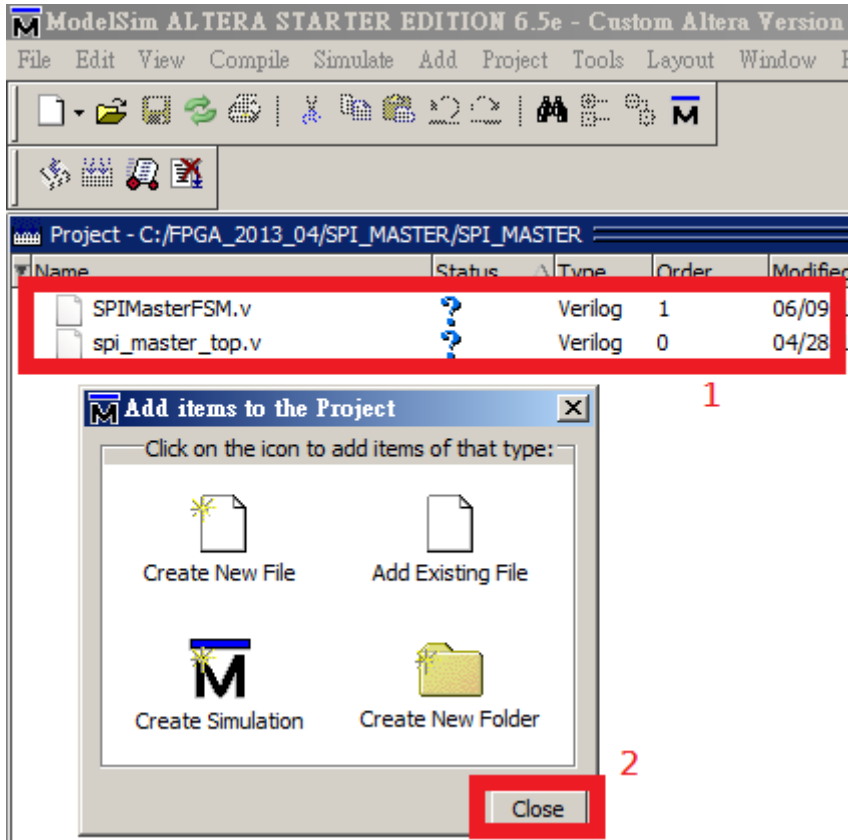 ModelSim ALTERA STARTER EDITION 6.5e - Custom Altera Version
File Edit View Compile Simulate Add Project Tools Layout Window
Project - C:/FPGA_2013_04/SPI_MASTER/SPI_MASTER
Name Status Type Order Modified
SPIMasterFSM.v ? Verilog 1 06/09
spi_master_top.v ? Verilog 0 04/28
1
Add items to the Project
Click on the icon to add items of that type:
Create New File Add Existing File
Create Simulation Create New Folder
2
Close